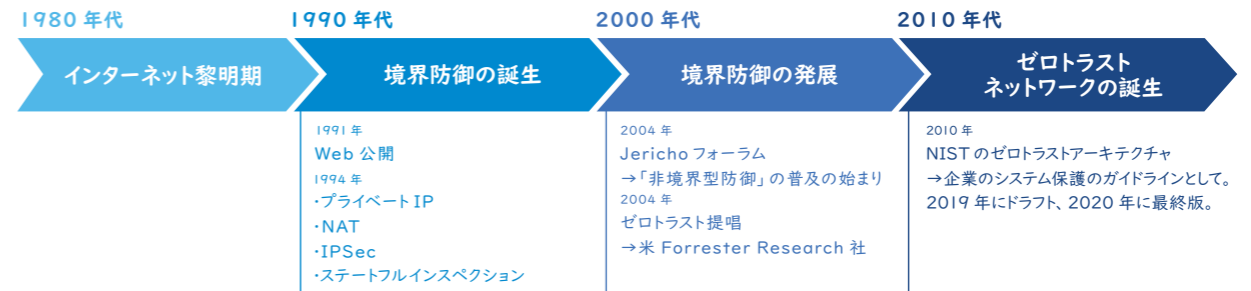 1980 年代
インターネット黎明期
1990 年代
境界防御の誕生
1991 年
Web 公開
1994 年
・プライベート IP
・NAT
・IPSec
・ステートフルインスペクション
2000 年代
境界防御の発展
2004 年
Jericho フォーラム
→「非境界型防御」の普及の始まり
2004 年
ゼロトラスト提唱
→米 Forrester Research 社
2010 年代
ゼロトラスト
ネットワークの誕生
2010 年
NIST のゼロトラストアーキテクチャ
→企業のシステム保護のガイドラインとして。
2019 年にドラフト、2020 年に最終版。